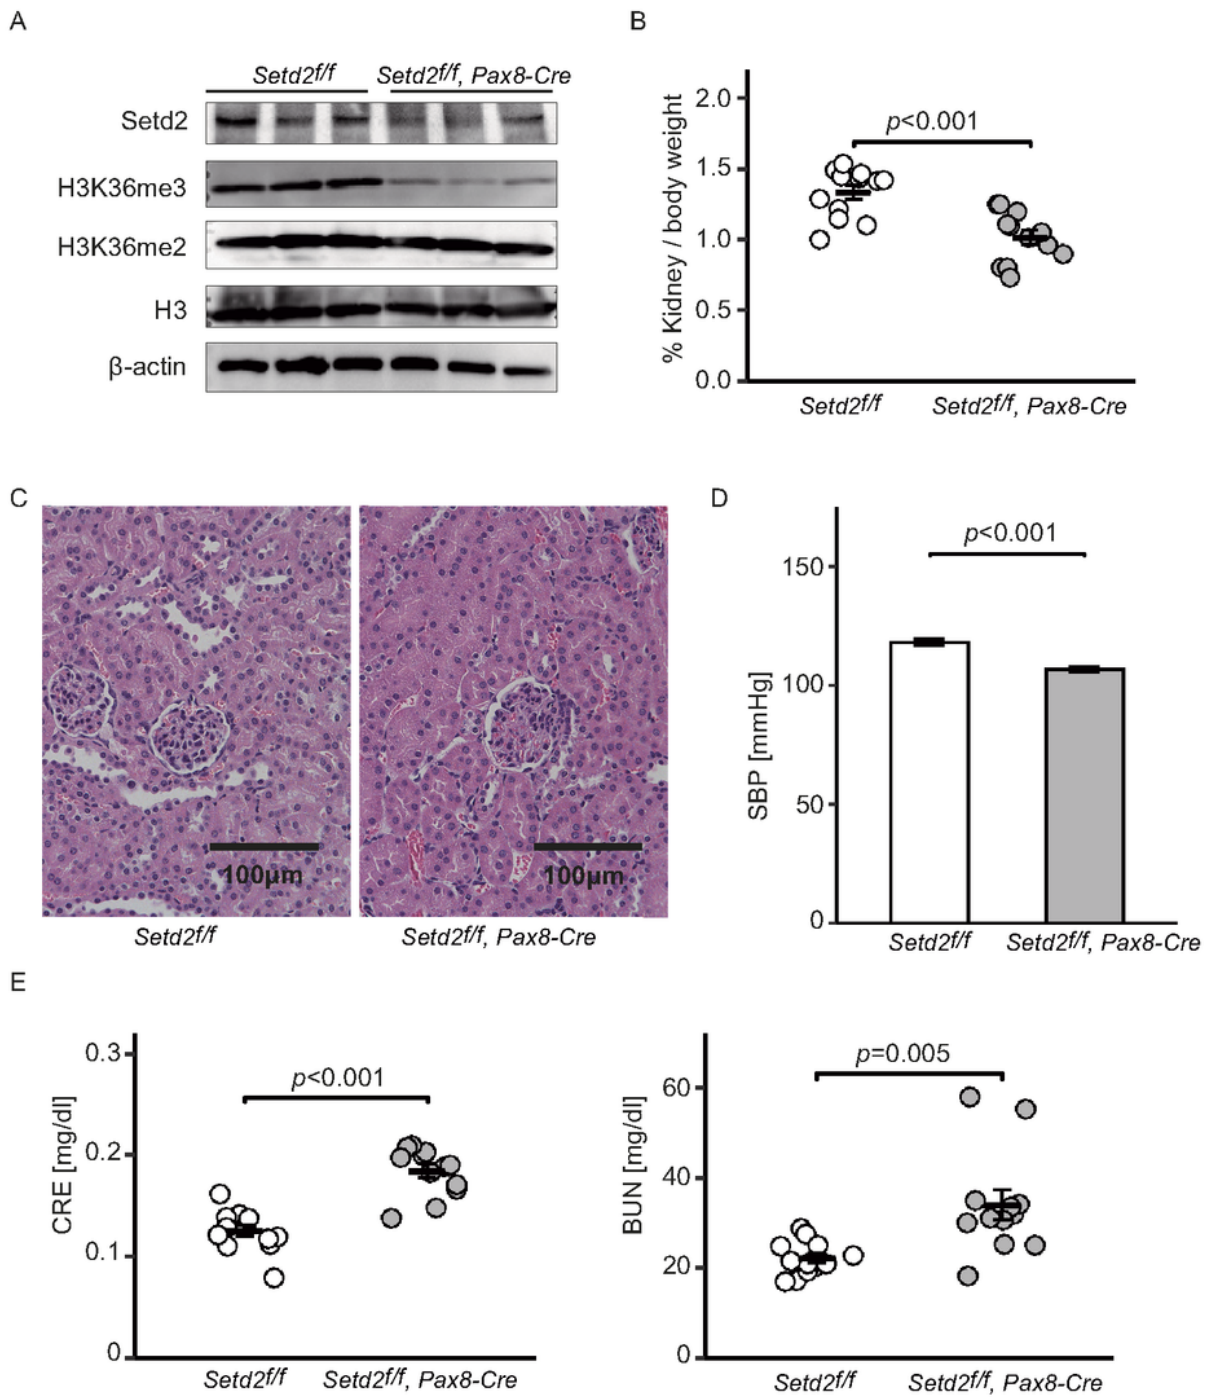 A
Setd2f/f
Setd2f/f, Pax8-Cre
Setd2
H3K36me3
H3K36me2
H3
β-actin
B
% Kidney / body weight
2.0
1.5
1.0
0.5
0.0
p<0.001
Setd2f/f
Setd2f/f, Pax8-Cre
C
100μm
100μm
Setd2f/f
Setd2f/f, Pax8-Cre
D
SBP [mmHg]
150
100
50
0
p<0.001
Setd2f/f
Setd2f/f, Pax8-Cre
E
CRE [mg/dl]
0.3
0.2
0.1
0
p<0.001
Setd2f/f
Setd2f/f, Pax8-Cre
BUN [mg/dl]
60
40
20
0
p=0.005
Setd2f/f
Setd2f/f, Pax8-Cre